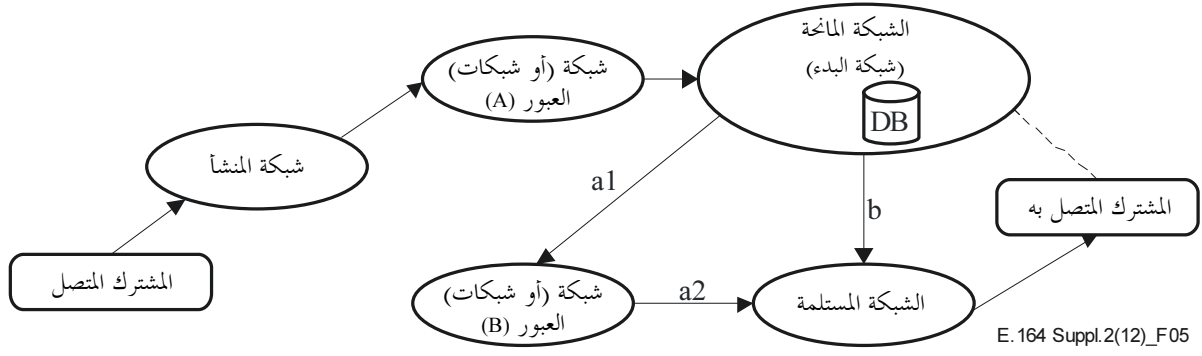 الشبكة المانحة
(شبكة البدء)
DB
شبكة (أو شبكات)
العبور (A)
شبكة المنشأ
المشترك المتصل
a1
b
المشترك المتصل به
شبكة (أو شبكات)
العبور (B)
a2
الشبكة المستلمة
E.164 Suppl.2(12)_F05